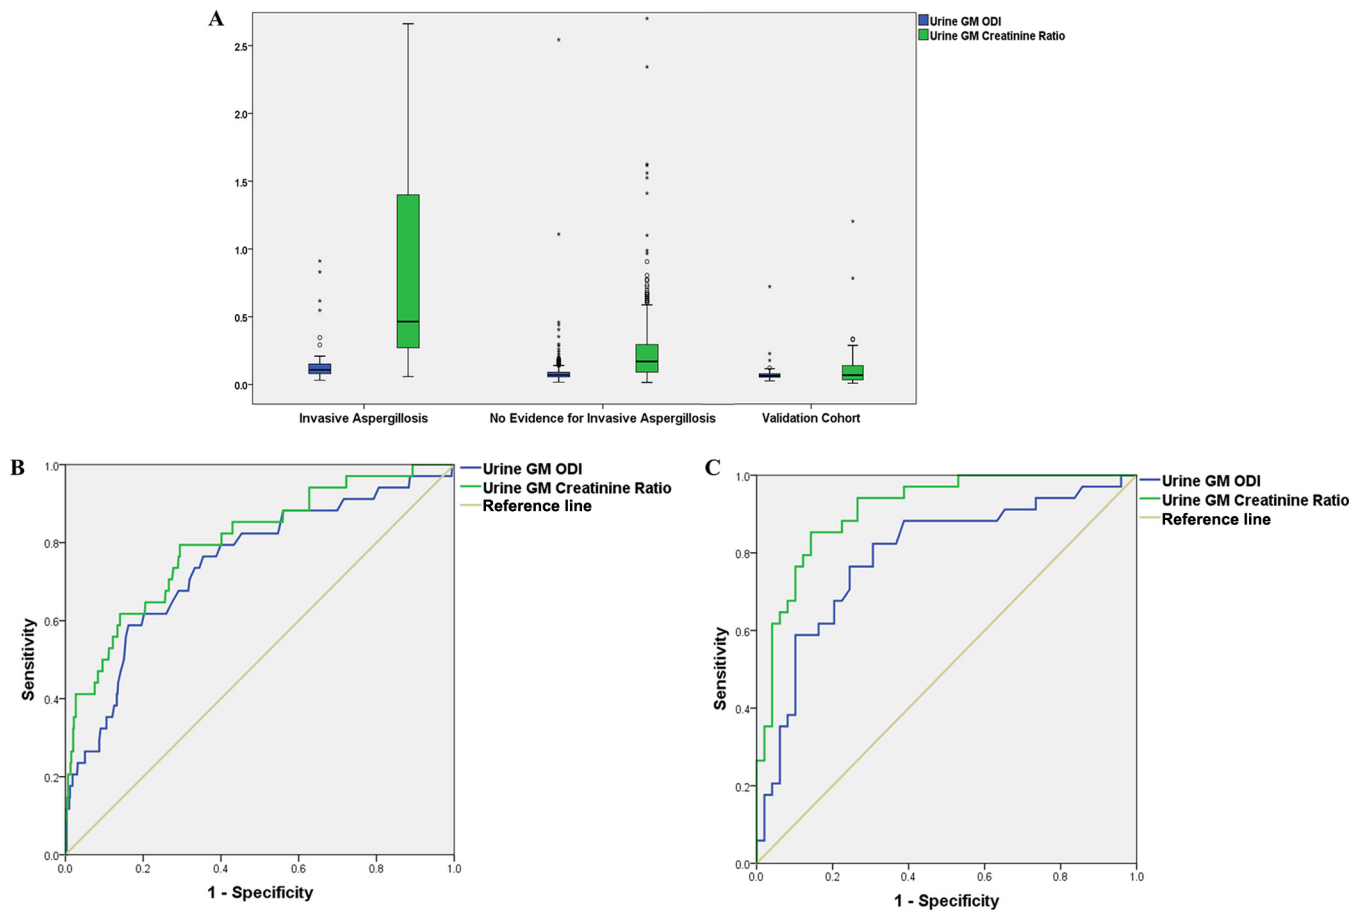 A
Urine GM ODI
Urine GM Creatinine Ratio
2.5
2.0
1.5
1.0
0.5
0.0
Invasive Aspergillosis
No Evidence for Invasive Aspergillosis
Validation Cohort
B
Urine GM ODI
Urine GM Creatinine Ratio
Reference line
1.0
0.8
0.6
0.4
0.2
0.0
Sensitivity
0.0 0.2 0.4 0.6 0.8 1.0
1 - Specificity
C
Urine GM ODI
Urine GM Creatinine Ratio
Reference line
1.0
0.8
0.6
0.4
0.2
0.0
Sensitivity
0.0 0.2 0.4 0.6 0.8 1.0
1 - Specificity